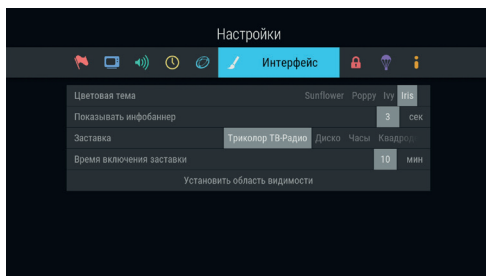 Настройки
Интерфейс
Цветовая тема Sunflower Poppy Ivy Iris
Показывать инфобаннер 3 сек
Заставка Триколор ТВ-Радио Диско Часы
Время включения заставки 10 мин
Установить область видимости